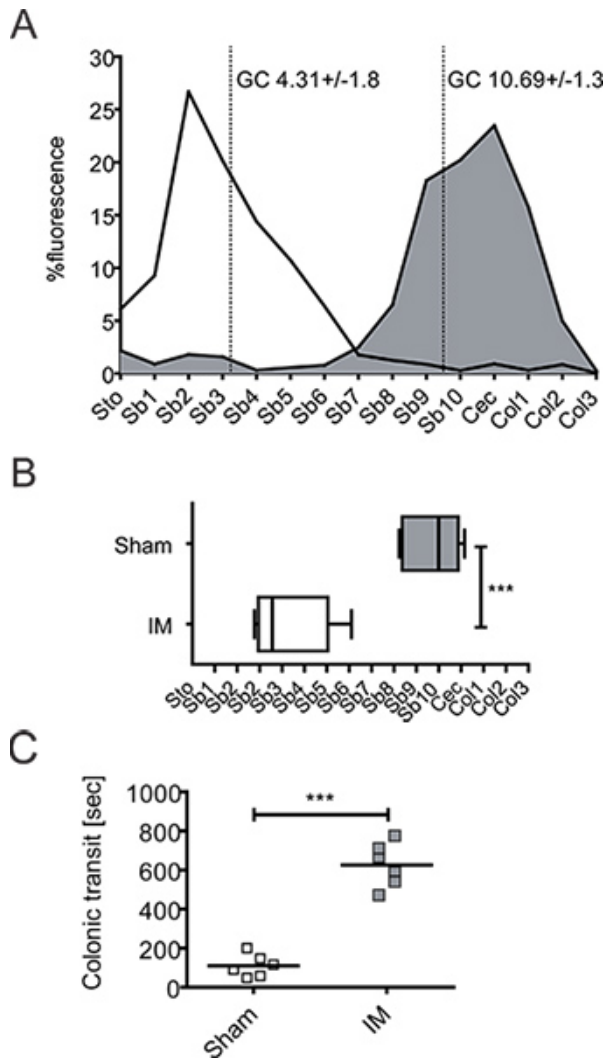 A
30
25
20
15
10
5
0
%fluorescence
GC 4.31+/-1.8
GC 10.69+/-1.3
Sto Sb1 Sb2 Sb3 Sb4 Sb5 Sb6 Sb7 Sb8 Sb9 Sb10 Cec Col1 Col2 Col3
B
Sham
IM
***
Sto Sb1 Sb2 Sb2 Sb3 Sb4 Sb5 Sb6 Sb7 Sb8 Sb9 Sb10 Cec Col1 Col2 Col3
C
Colonic transit [sec]
1000
800
600
400
200
0
***
Sham IM